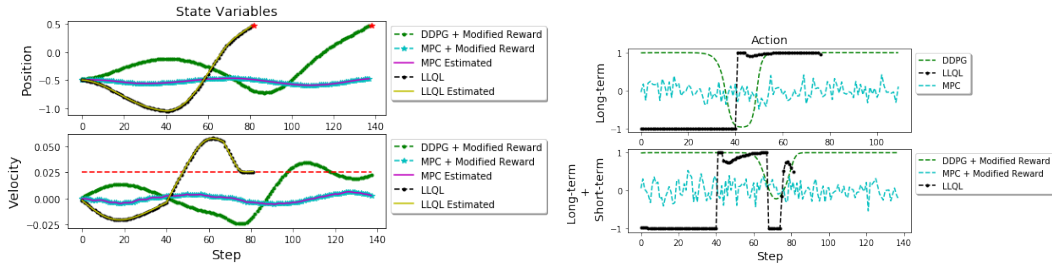 State Variables
0.5
0.0
−0.5
−1.0
Position
0 20 40 60 80 100 120 140
DDPG + Modified Reward
MPC + Modified Reward
MPC Estimated
LLQL
LLQL Estimated
0.050
0.025
0.000
−0.025
Velocity
0 20 40 60 80 100 120 140
Step
DDPG + Modified Reward
MPC + Modified Reward
MPC Estimated
LLQL
LLQL Estimated
Action
1
0
−1
Long-term
0 20 40 60 80 100
DDPG
LLQL
MPC
1
0
−1
Long-term
+
Short-term
0 20 40 60 80 100 120 140
Step
DDPG + Modified Reward
MPC + Modified Reward
LLQL